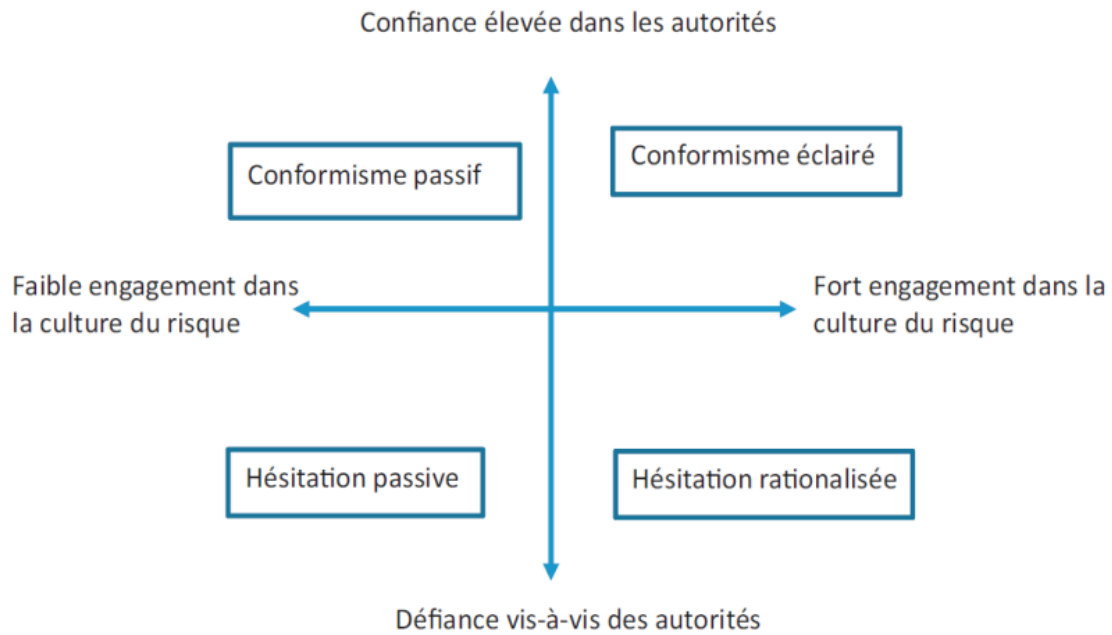 Confiance élevée dans les autorités
Conformisme passif
Conformisme éclairé
Faible engagement dans
la culture du risque
Fort engagement dans la
culture du risque
Hésitation passive
Hésitation rationalisée
Défiance vis-à-vis des autorités